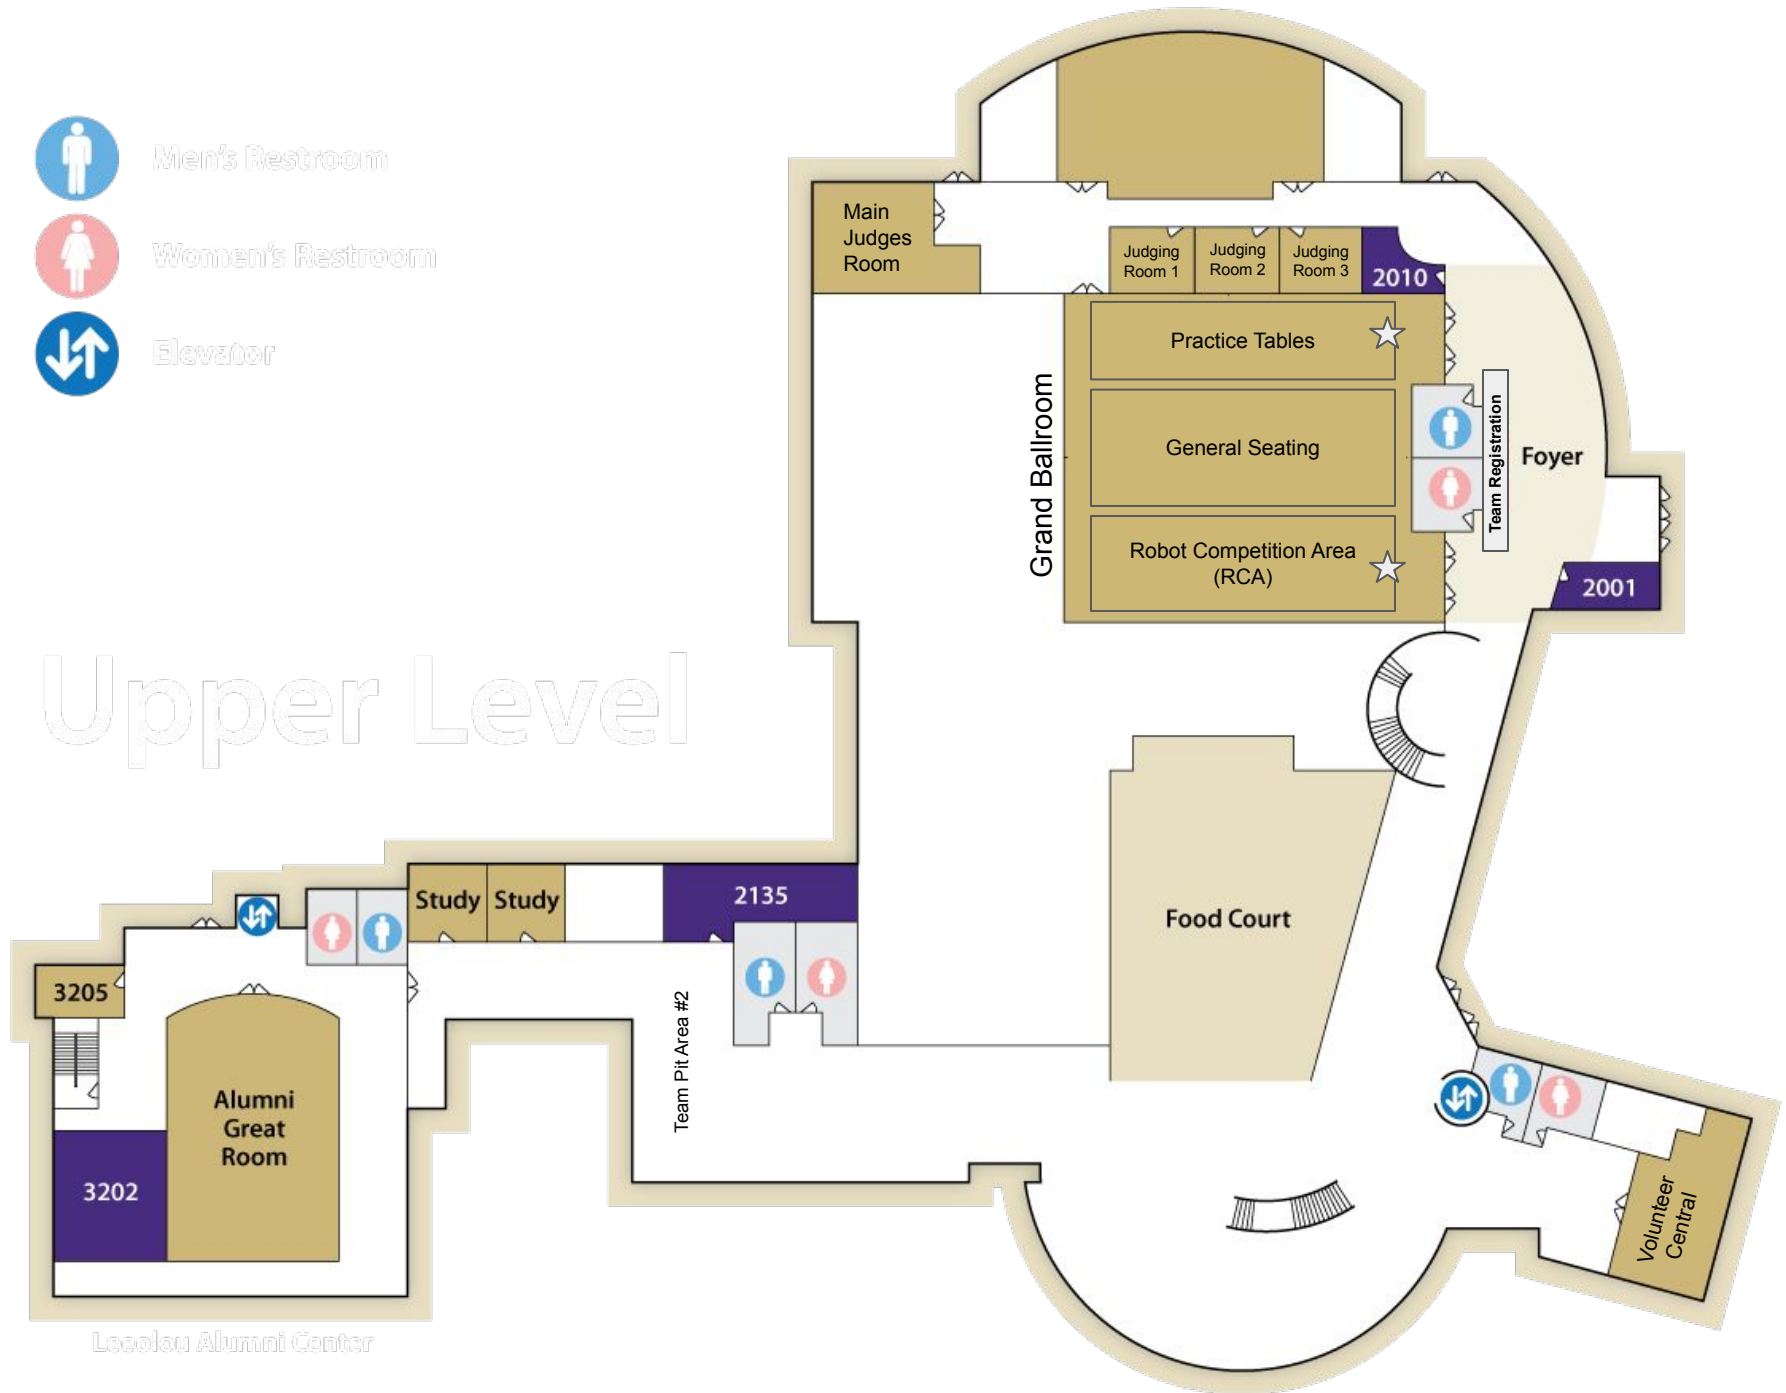 Men's Restroom
Women's Restroom
Elevator
Upper Level
Main
Judges
Room
Judging
Room 1
Judging
Room 2
Judging
Room 3
2010
Practice Tables
General Seating
Robot Competition Area
(RCA)
Grand Ballroom
Team Registration
Foyer
2001
Food Court
Study
Study
2135
Team Pit Area #2
3205
Alumni
Great
Room
3202
Volunteer
Central
Leeolou Alumni Center